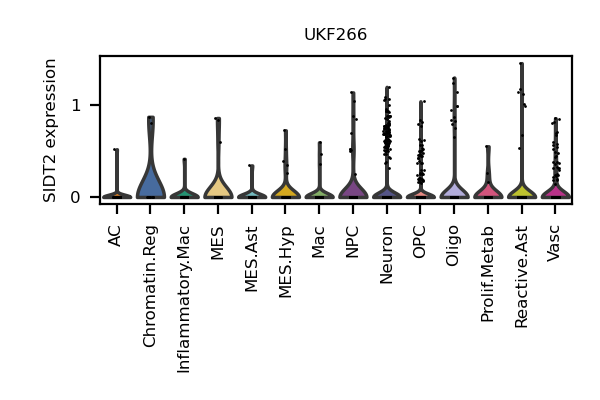 UKF266
SIDT2 expression
1
0
AC
Chromatin.Reg
Inflammatory.Mac
MES
MES.Ast
MES.Hyp
Mac
NPC
Neuron
OPC
Oligo
Prolif.Metab
Reactive.Ast
Vasc